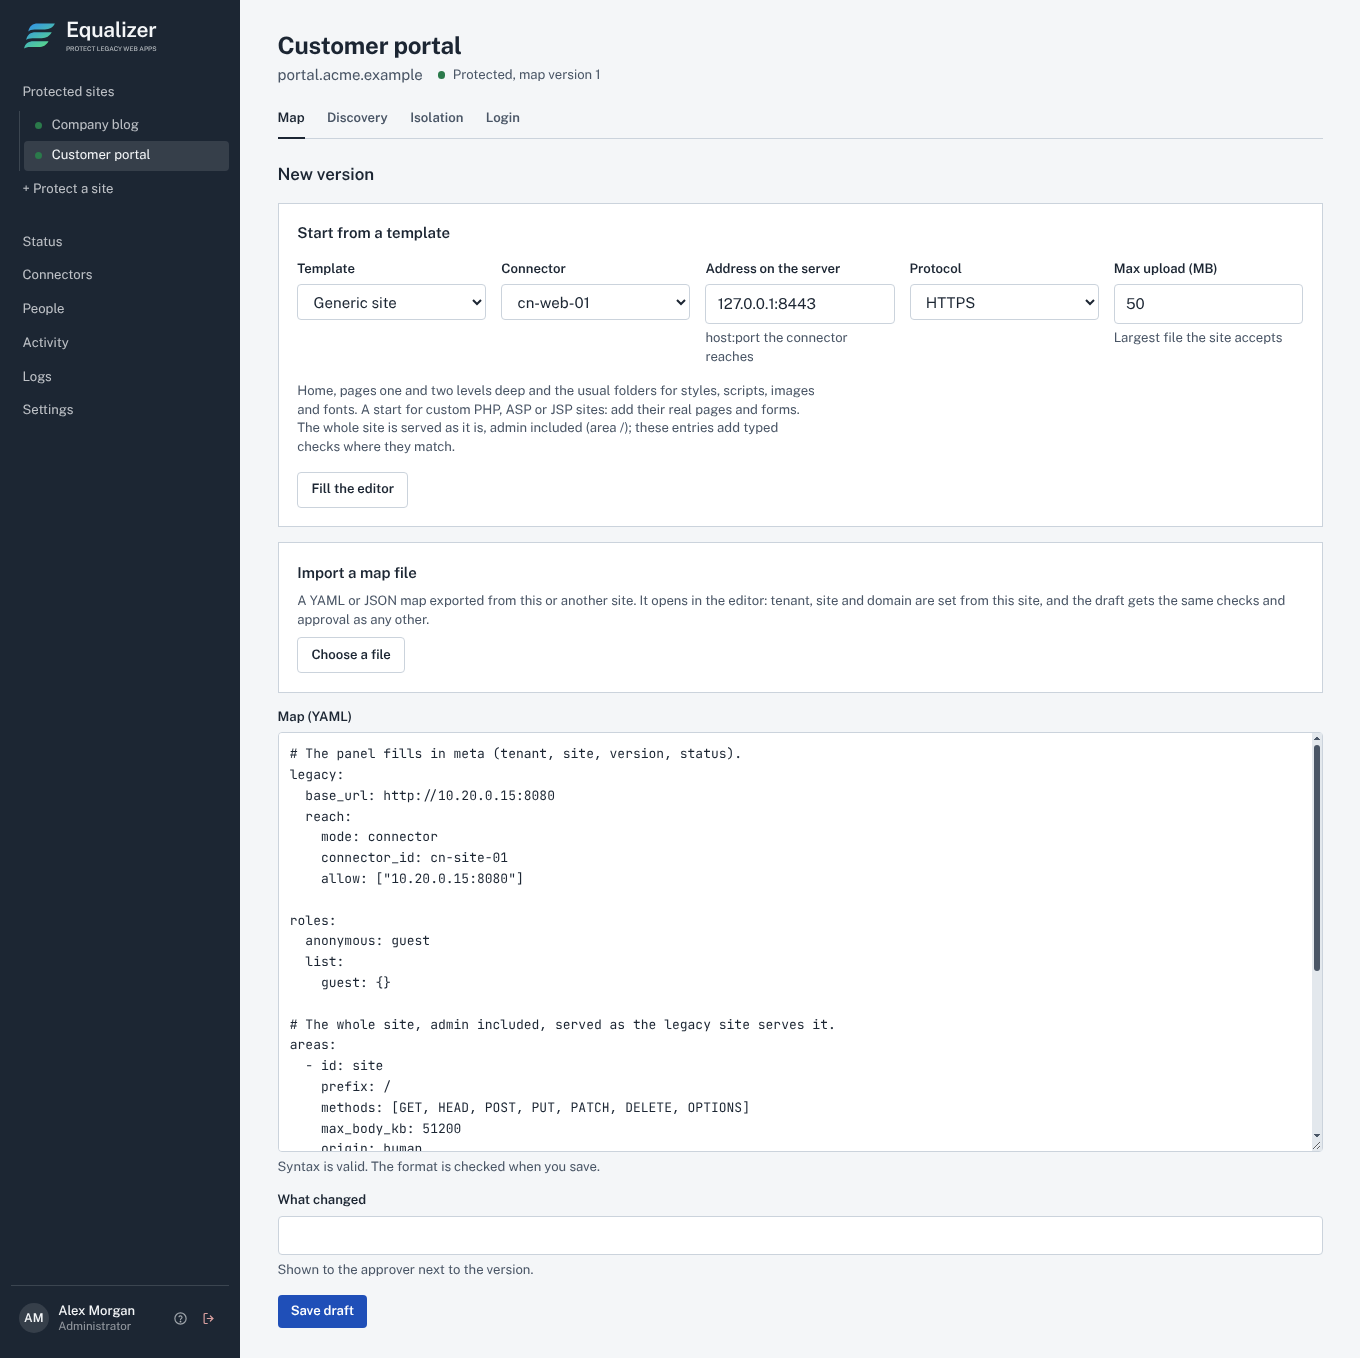 Equalizer
PROTECT LEGACY WEB APPS
Protected sites
Company blog
Customer portal
+ Protect a site
Status
Connectors
People
Activity
Logs
Settings
AM
Alex Morgan
Administrator
Customer portal
portal.acme.example
Protected, map version 1
Map
Discovery
Isolation
Login
New version
Start from a template
Template
Connector
Address on the server
Protocol
Max upload (MB)
Generic site
cn-web-01
127.0.0.1:8443
HTTPS
50
host:port the connector
reaches
Largest file the site accepts
Home, pages one and two levels deep and the usual folders for styles, scripts, images
and fonts. A start for custom PHP, ASP or JSP sites: add their real pages and forms.
The whole site is served as it is, admin included (area /); these entries add typed
checks where they match.
Fill the editor
Import a map file
A YAML or JSON map exported from this or another site. It opens in the editor: tenant, site and domain are set from this site, and the draft gets the same checks and
approval as any other.
Choose a file
Map (YAML)
# The panel fills in meta (tenant, site, version, status).
legacy:
  base_url: http://10.20.0.15:8080
  reach:
    mode: connector
    connector_id: cn-site-01
    allow: ["10.20.0.15:8080"]
roles:
  anonymous: guest
  list:
    guest: {}
# The whole site, admin included, served as the legacy site serves it.
areas:
  - id: site
    prefix: /
    methods: [GET, HEAD, POST, PUT, PATCH, DELETE, OPTIONS]
    max_body_kb: 51200
    origin: human
Syntax is valid. The format is checked when you save.
What changed
Shown to the approver next to the version.
Save draft